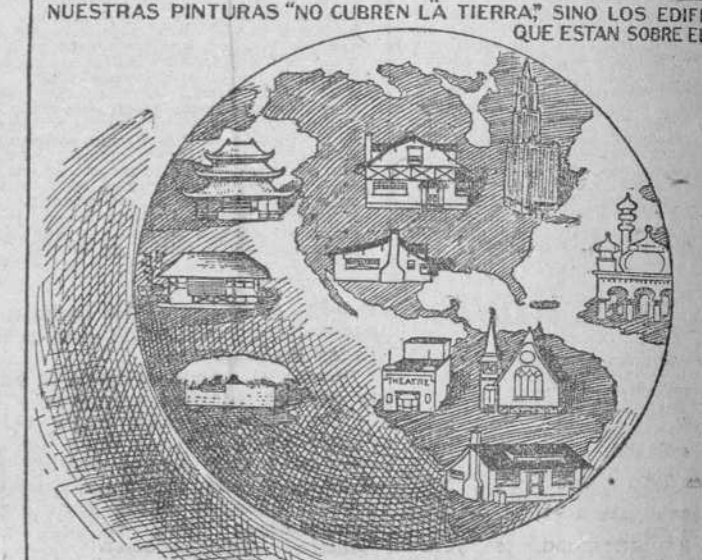 NUESTRAS PINTURAS "NO CUBREN LA TIERRA," SINO LOS
QUE ESTAN SOBRE
THEATRE